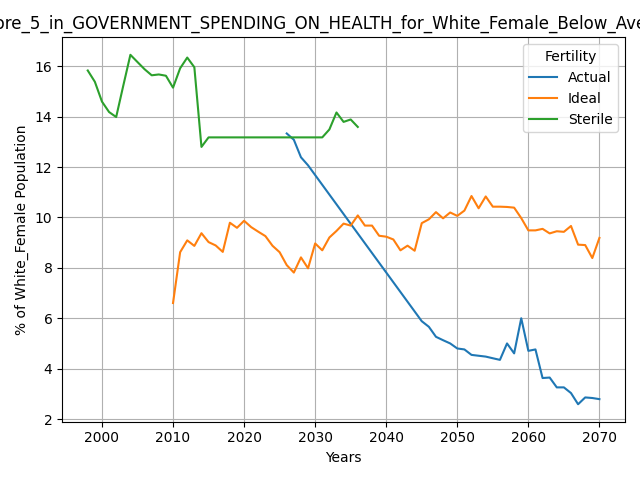 ore_5_in_GOVERNMENT_SPENDING_ON_HEALTH_for_White_Female_Below_Ave
Fertility
Actual
Ideal
Sterile
% of White_Female Population
16
14
12
10
8
6
4
2
2000 2010 2020 2030 2040 2050 2060 2070
Years